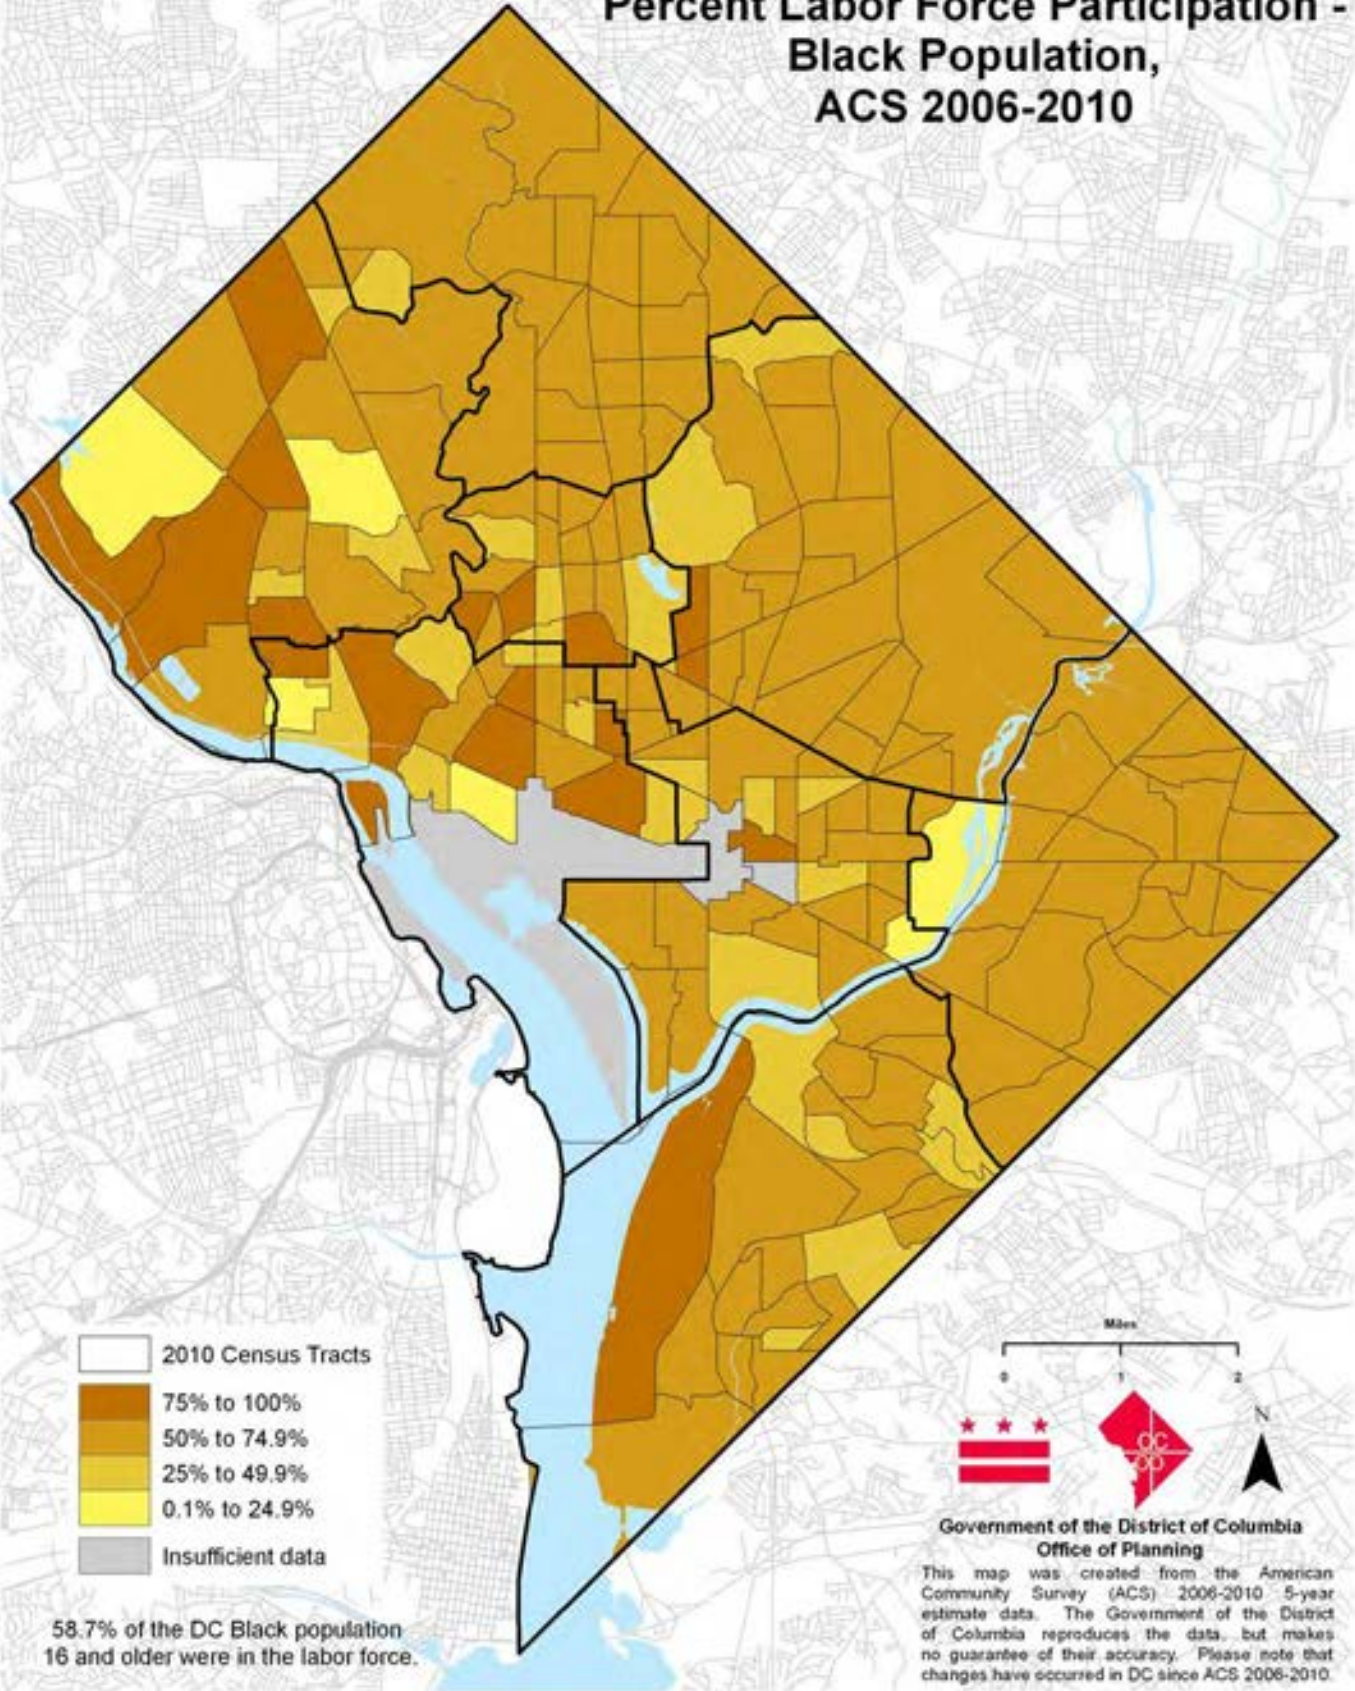 Percent Labor Force Participation -
Black Population,
ACS 2006-2010
2010 Census Tracts
75% to 100%
50% to 74.9%
25% to 49.9%
0.1% to 24.9%
Insufficient data
58.7% of the DC Black population
16 and older were in the labor force.
Miles
0 1 2
N
DC
OP
Government of the District of Columbia
Office of Planning
This map was created from the American
Community Survey (ACS) 2006-2010 5-year
estimate data. The Government of the District
of Columbia reproduces the data, but makes
no guarantee of their accuracy. Please note that
changes have occurred in DC since ACS 2006-2010.